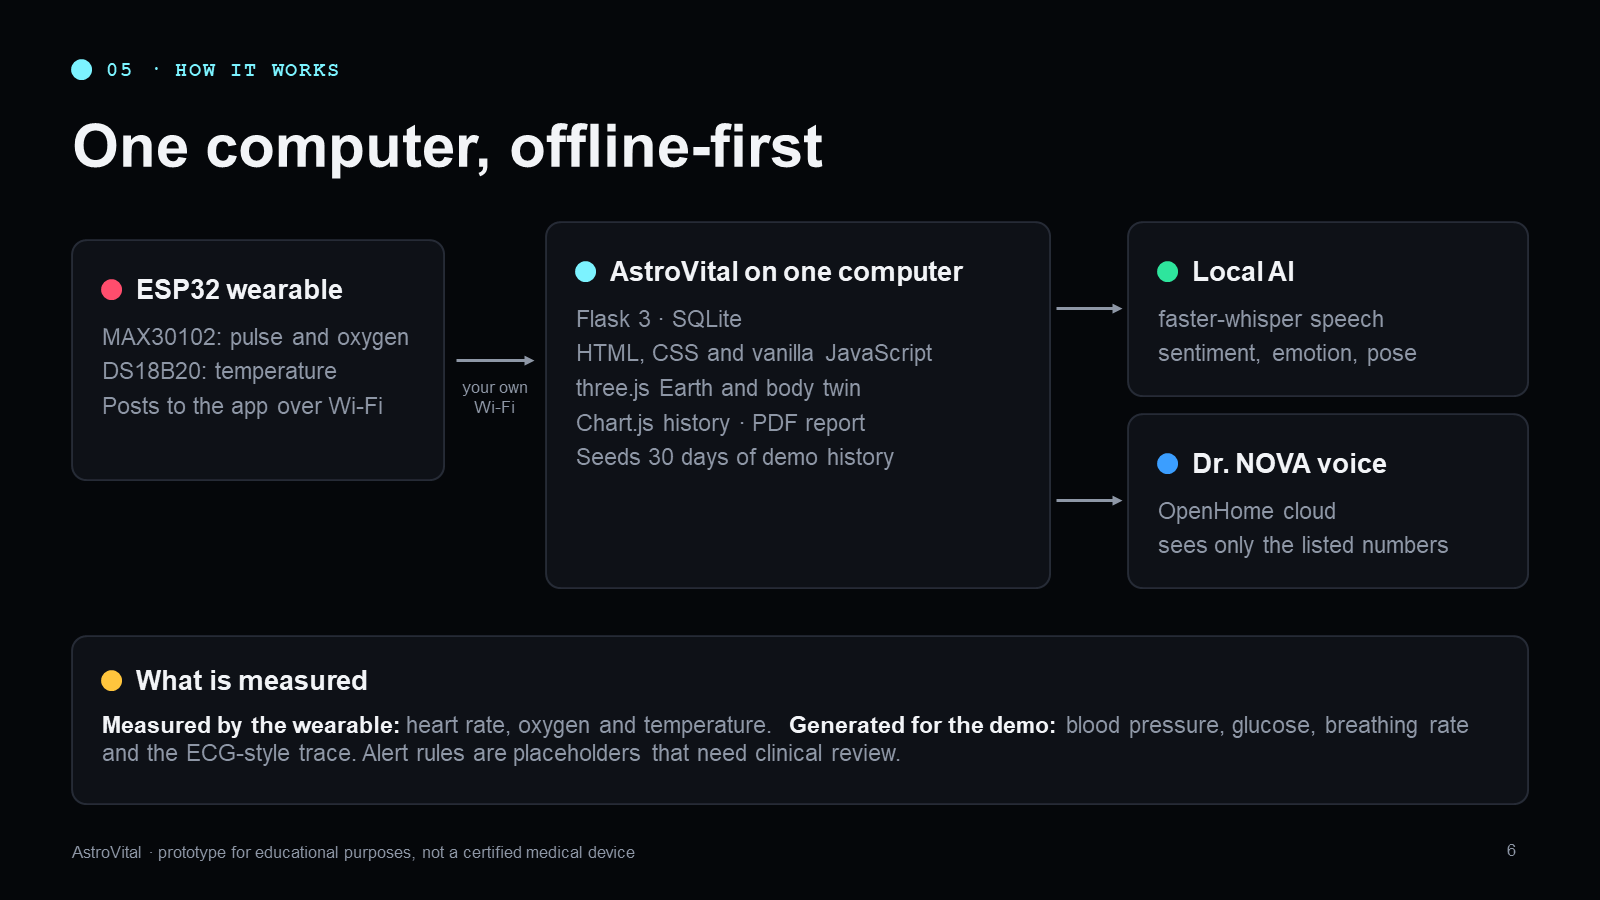 05 · HOW IT WORKS
One computer, offline-first
ESP32 wearable
MAX30102: pulse and oxygen
DS18B20: temperature
Posts to the app over Wi-Fi
your own
Wi-Fi
AstroVital on one computer
Flask 3 · SQLite
HTML, CSS and vanilla JavaScript
three.js Earth and body twin
Chart.js history · PDF report
Seeds 30 days of demo history
Local AI
faster-whisper speech
sentiment, emotion, pose
Dr. NOVA voice
OpenHome cloud
sees only the listed numbers
What is measured
Measured by the wearable: heart rate, oxygen and temperature. Generated for the demo: blood pressure, glucose, breathing rate
and the ECG-style trace. Alert rules are placeholders that need clinical review.
AstroVital · prototype for educational purposes, not a certified medical device
6